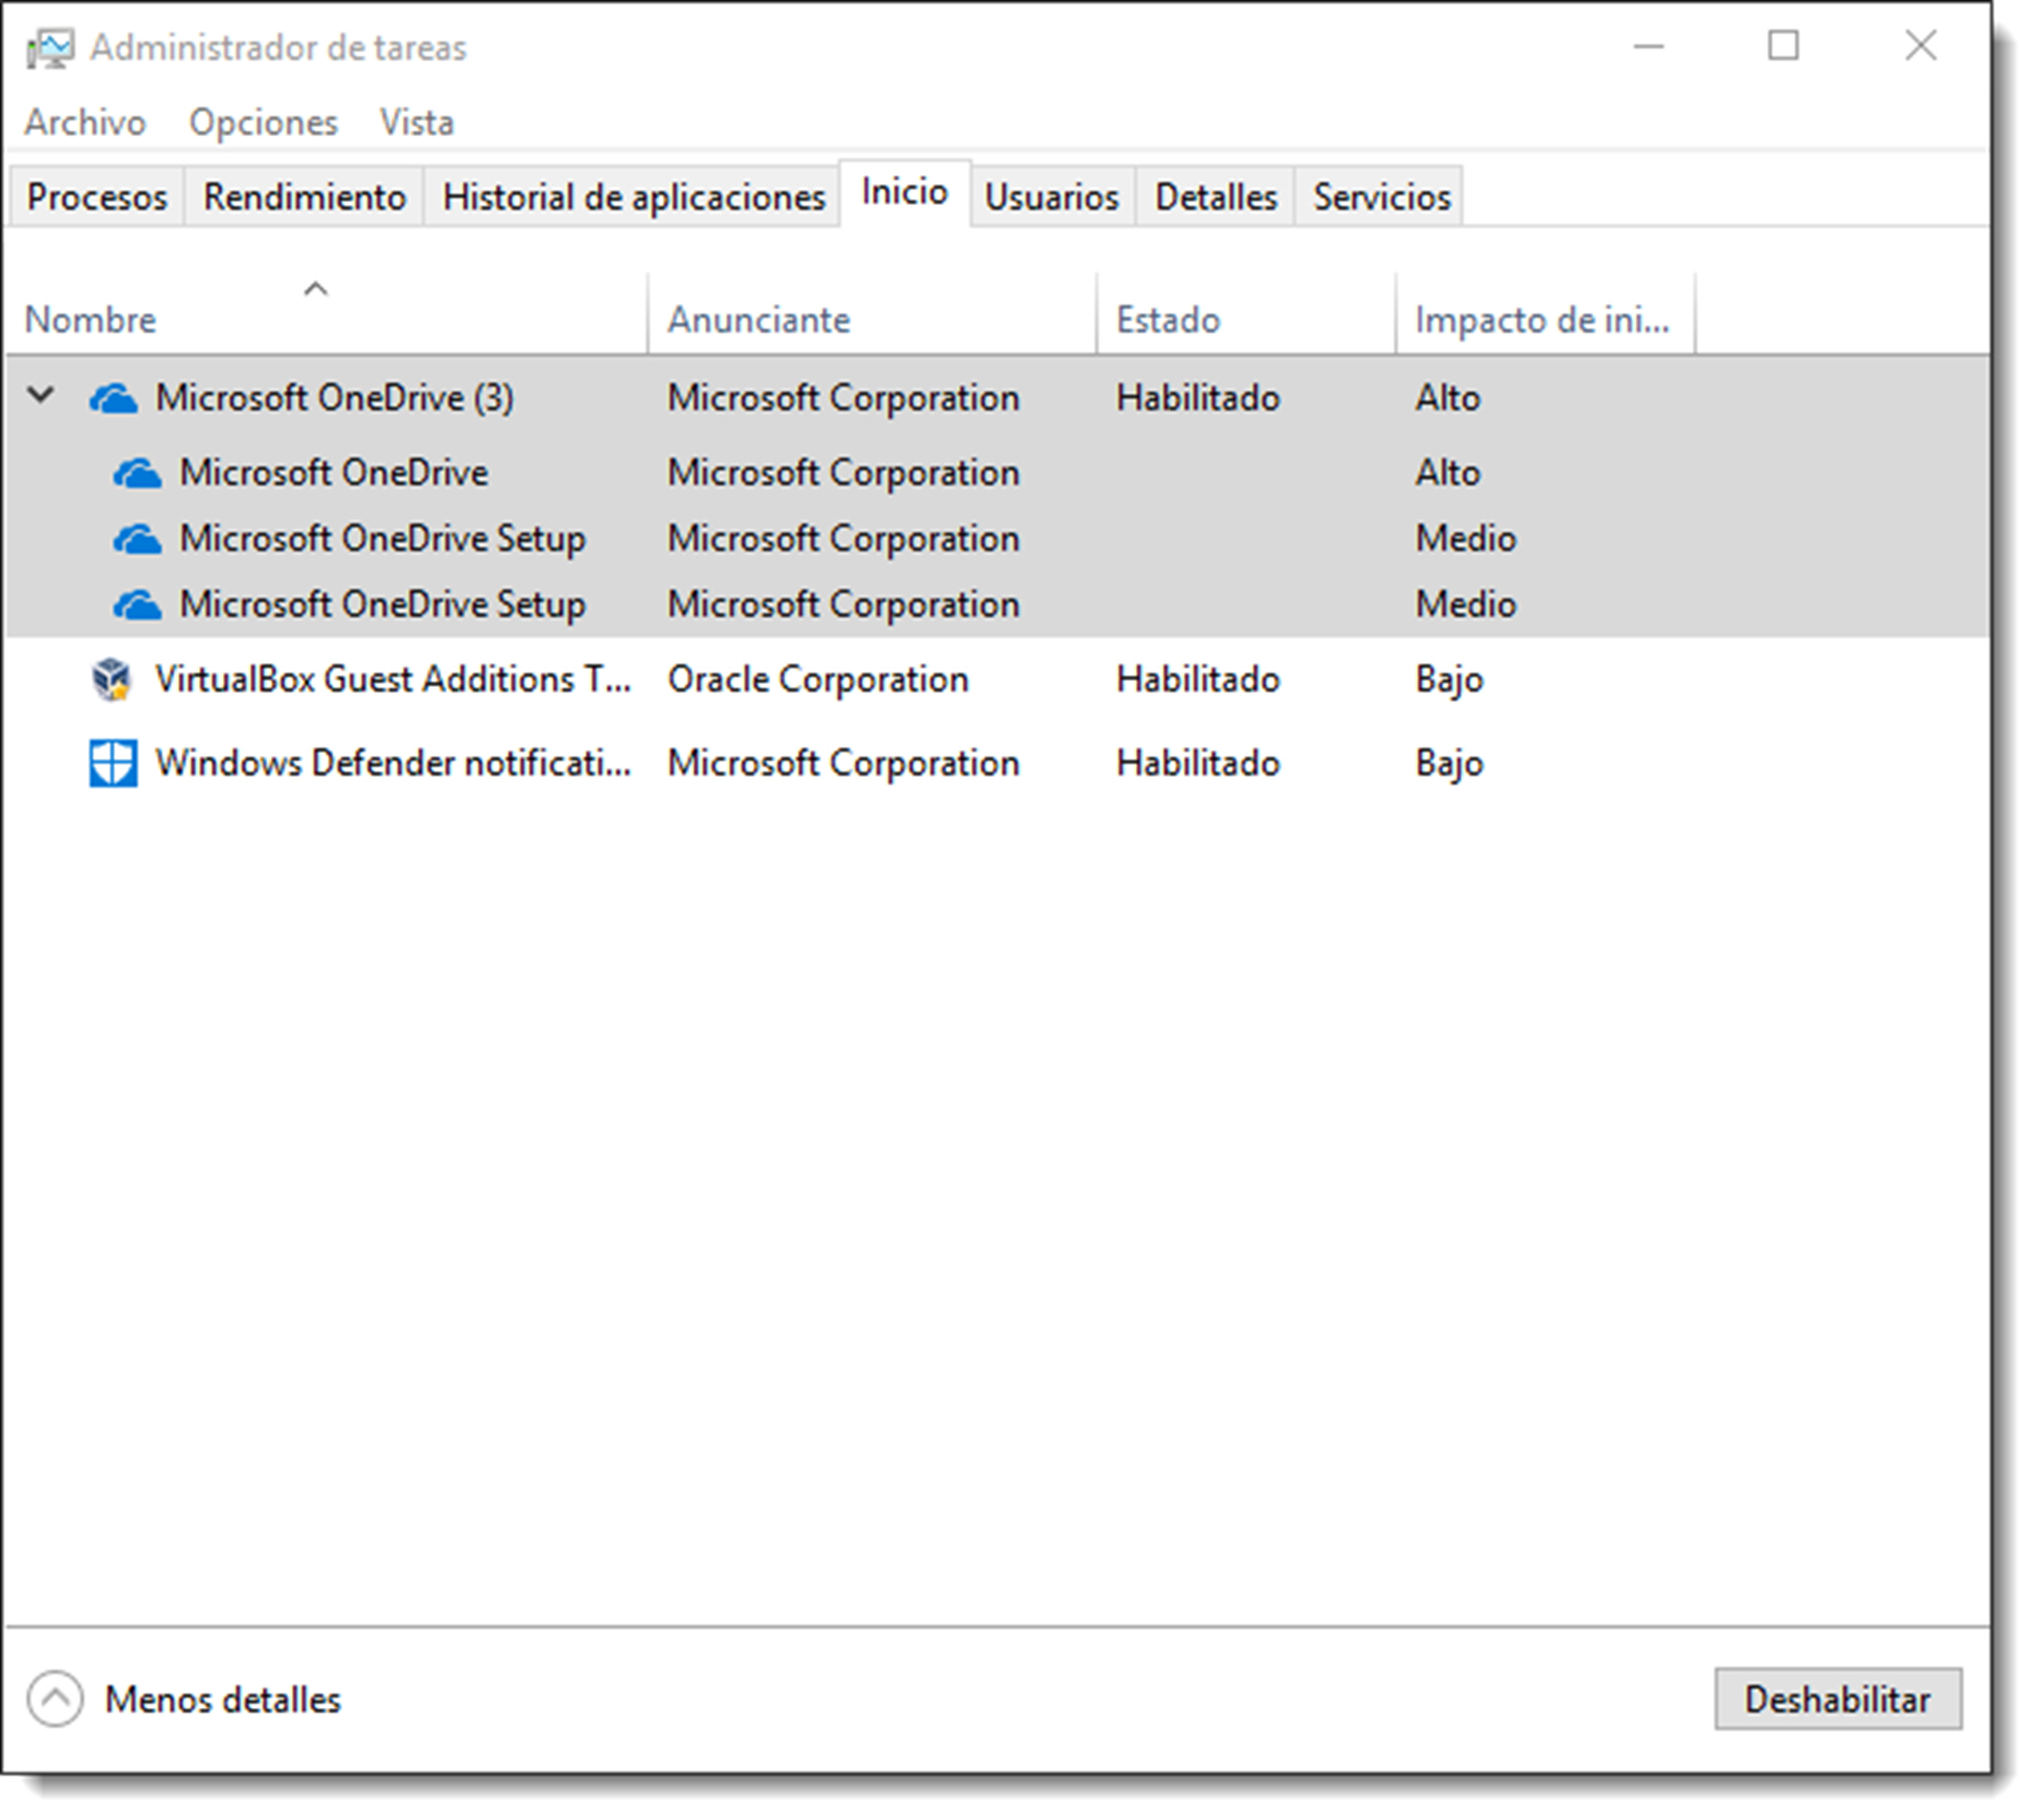 Administrador de tareas
Archivo Opciones Vista
Procesos Rendimiento Historial de aplicaciones Inicio Usuarios Detalles Servicios
Nombre Anunciante Estado Impacto de ini...
Microsoft OneDrive (3) Microsoft Corporation Habilitado Alto
Microsoft OneDrive Microsoft Corporation Alto
Microsoft OneDrive Setup Microsoft Corporation Medio
Microsoft OneDrive Setup Microsoft Corporation Medio
VirtualBox Guest Additions T... Oracle Corporation Habilitado Bajo
Windows Defender notificati... Microsoft Corporation Habilitado Bajo
Menos detalles Deshabilitar